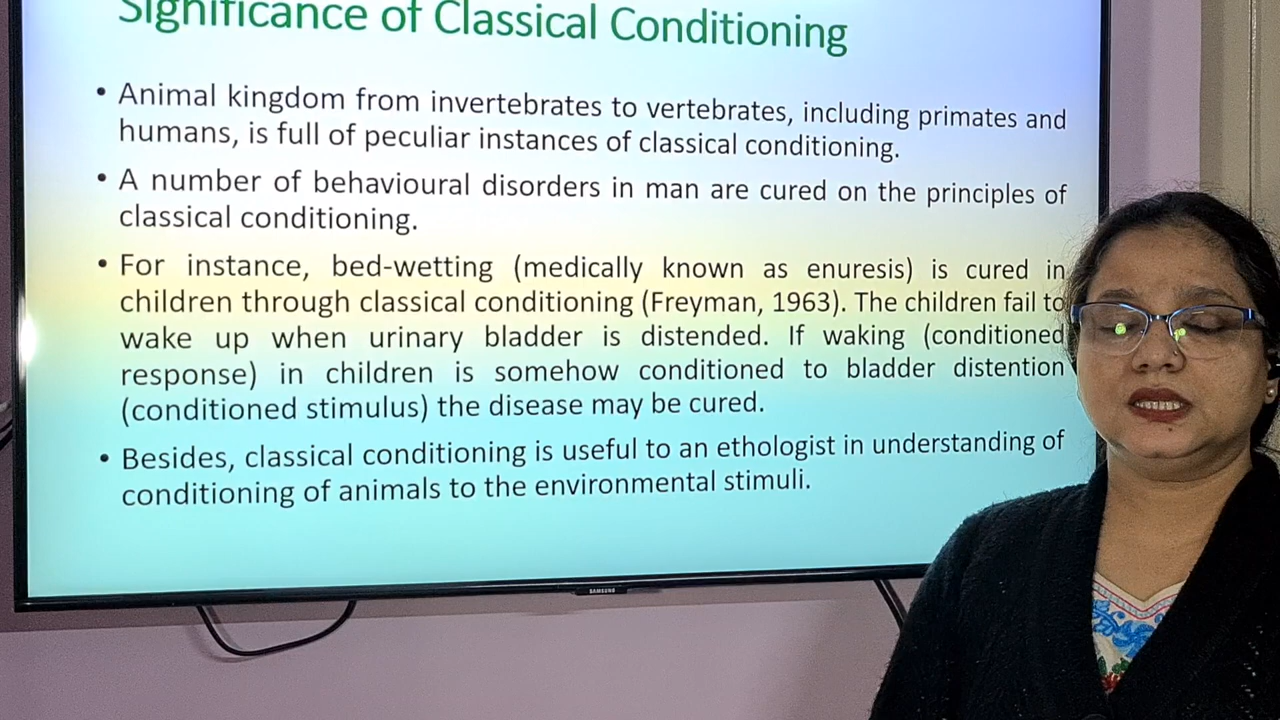 Significance of Classical Conditioning
• Animal kingdom from invertebrates to vertebrates, including primates and
humans, is full of peculiar instances of classical conditioning.
• A number of behavioural disorders in man are cured on the principles of
classical conditioning.
• For instance, bed-wetting (medically known as enuresis) is cured in
children through classical conditioning (Freyman, 1963). The children fail to
wake up when urinary bladder is distended. If waking (conditioned
response) in children is somehow conditioned to bladder distention
(conditioned stimulus) the disease may be cured.
• Besides, classical conditioning is useful to an ethologist in understanding of
conditioning of animals to the environmental stimuli.
SAMSUNG